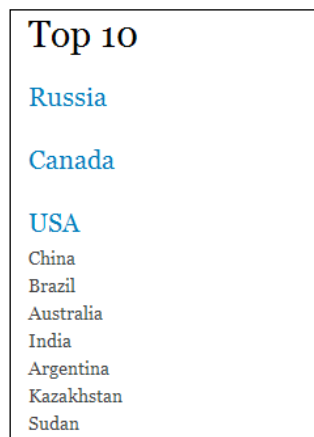 Top 10
Russia
Canada
USA
China
Brazil
Australia
India
Argentina
Kazakhstan
Sudan